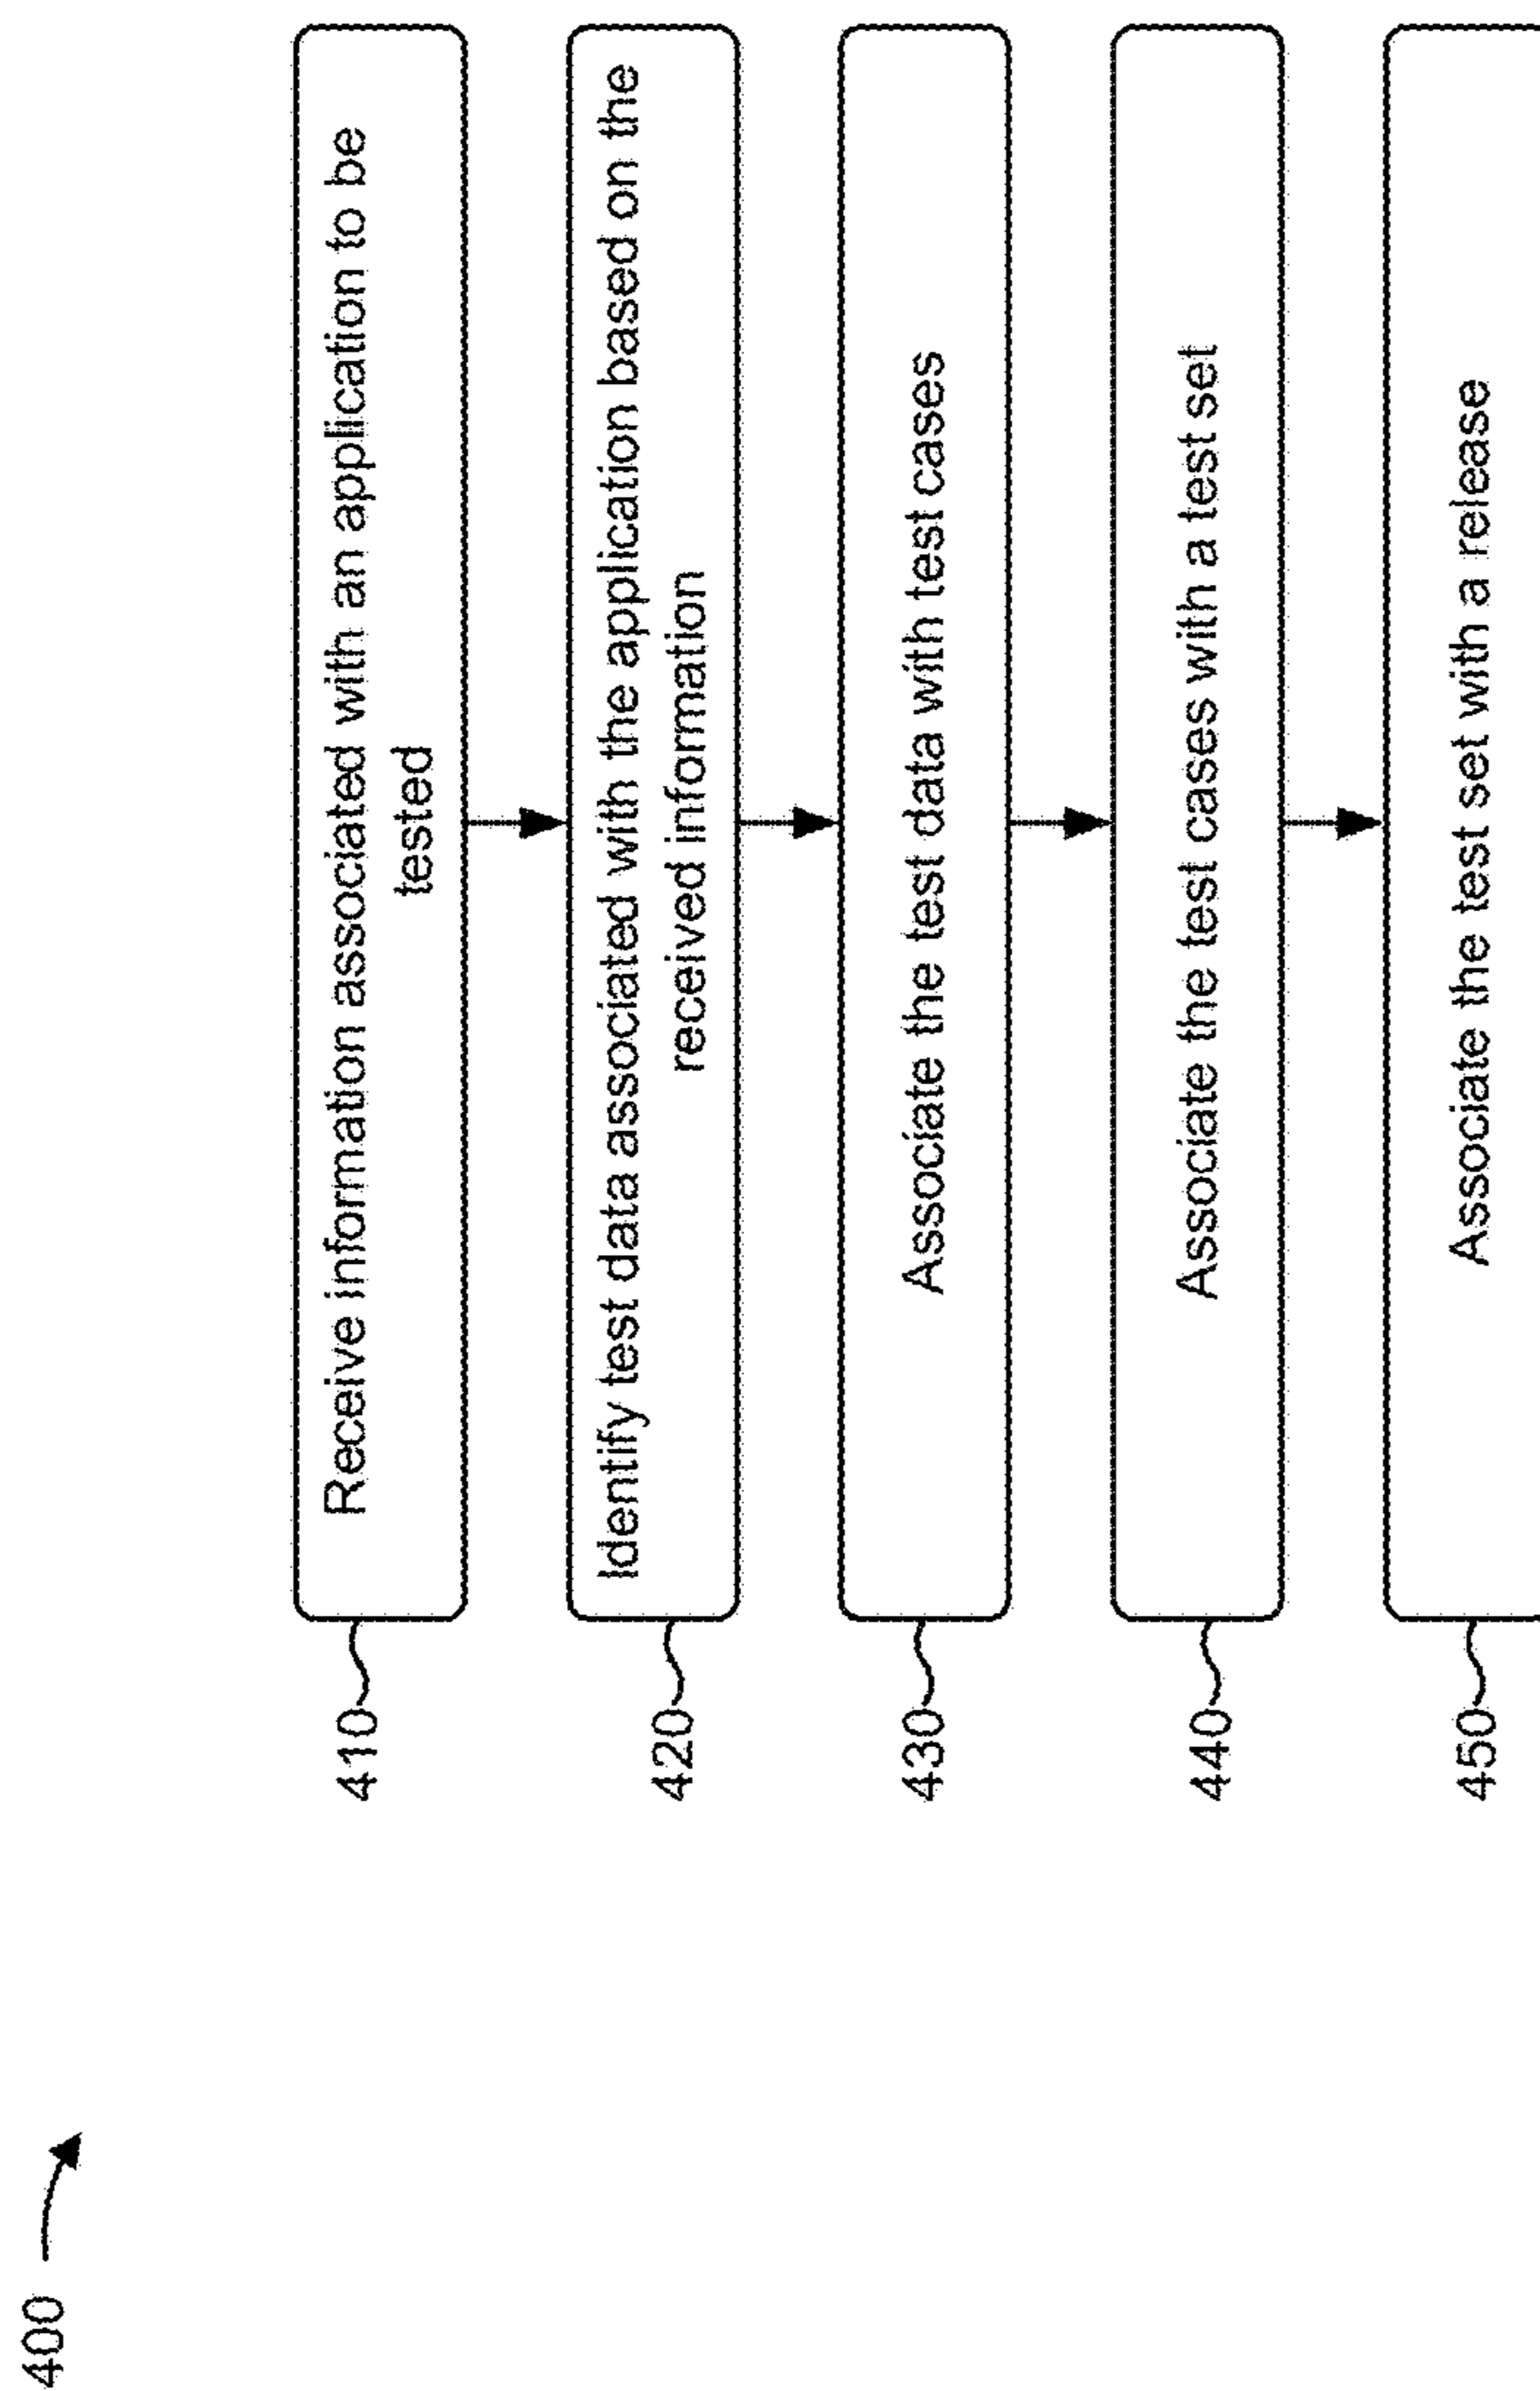 400
410
Receive information associated with an application to be
tested
420
Identify test data associated with the application based on the
received information
430
Associate the test data with test cases
440
Associate the test cases with a test set
450
Associate the test set with a release